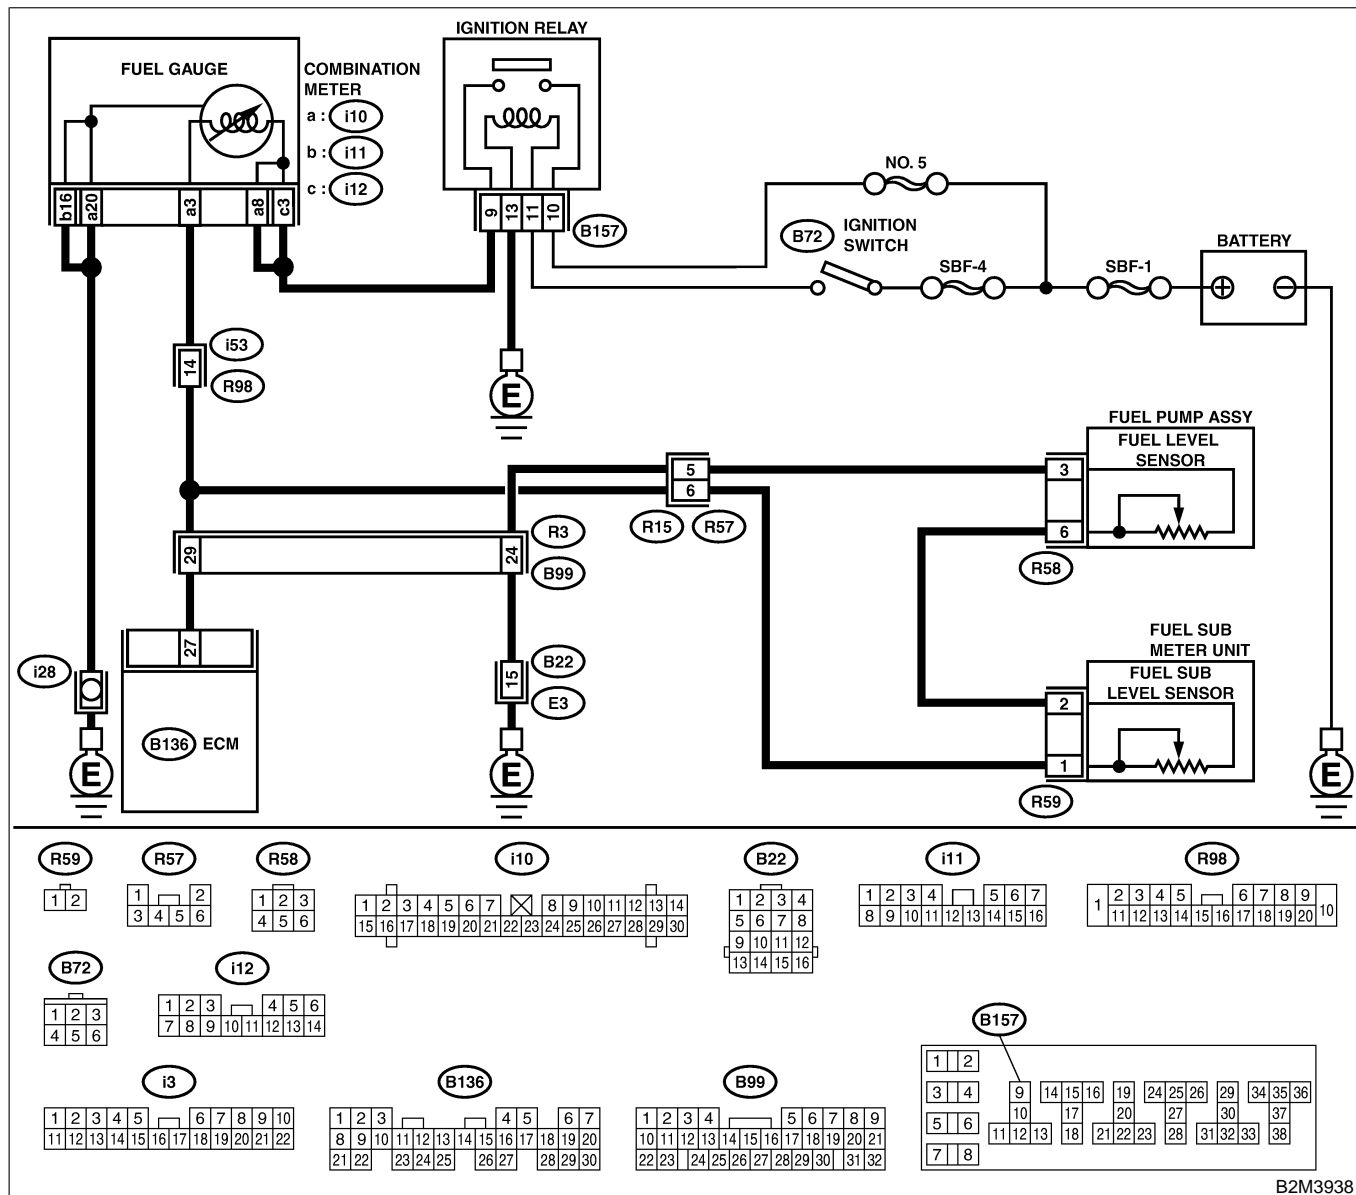 IGNITION RELAY
FUEL GAUGE
COMBINATION
METER
a : i10
b : i11
c : i12
b16 a20 a3 a8 c3
9 13 11 10
B157
NO. 5
B72
IGNITION
SWITCH
SBF-4
SBF-1
BATTERY
14
i53
R98
E
FUEL PUMP ASSY
FUEL LEVEL
SENSOR
3
6
R58
5
6
R15 R57
29 24
R3
B99
27
B136 ECM
i28
E
15
B22
E3
E
FUEL SUB
METER UNIT
FUEL SUB
LEVEL SENSOR
2
1
R59
E
R59
1 2
R57
1 2
3 4 5 6
R58
1 2 3
4 5 6
i10
1 2 3 4 5 6 7 8 9 10 11 12 13 14
15 16 17 18 19 20 21 22 23 24 25 26 27 28 29 30
B22
1 2 3 4
5 6 7 8
9 10 11 12
13 14 15 16
i11
1 2 3 4 5 6 7
8 9 10 11 12 13 14 15 16
R98
1 2 3 4 5 6 7 8 9 10
11 12 13 14 15 16 17 18 19 20
B72
1 2 3
4 5 6
i12
1 2 3 4 5 6
7 8 9 10 11 12 13 14
B157
1 2
3 4
5 6
7 8
9 14 15 16 19 24 25 26 29 34 35 36
10 17 20 27 30 37
11 12 13 18 21 22 23 28 31 32 33 38
i3
1 2 3 4 5 6 7 8 9 10
11 12 13 14 15 16 17 18 19 20 21 22
B136
1 2 3 4 5 6 7
8 9 10 11 12 13 14 15 16 17 18 19 20
21 22 23 24 25 26 27 28 29 30
B99
1 2 3 4 5 6 7 8 9
10 11 12 13 14 15 16 17 18 19 20 21
22 23 24 25 26 27 28 29 30 31 32
B2M3938